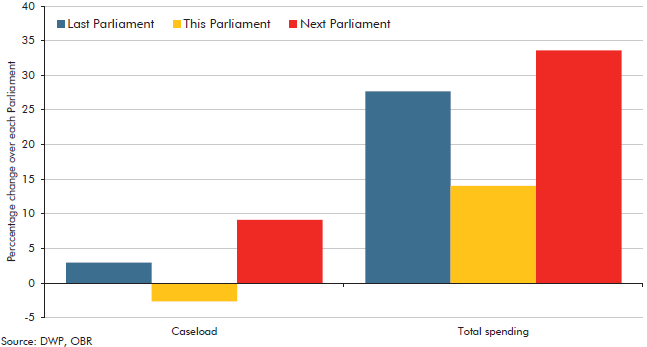 40
Last Parliament This Parliament Next Parliament
35
30
25
20
15
10
5
0
-5
Perccentage change over each Parliament
Caseload Total spending
Source: DWP, OBR